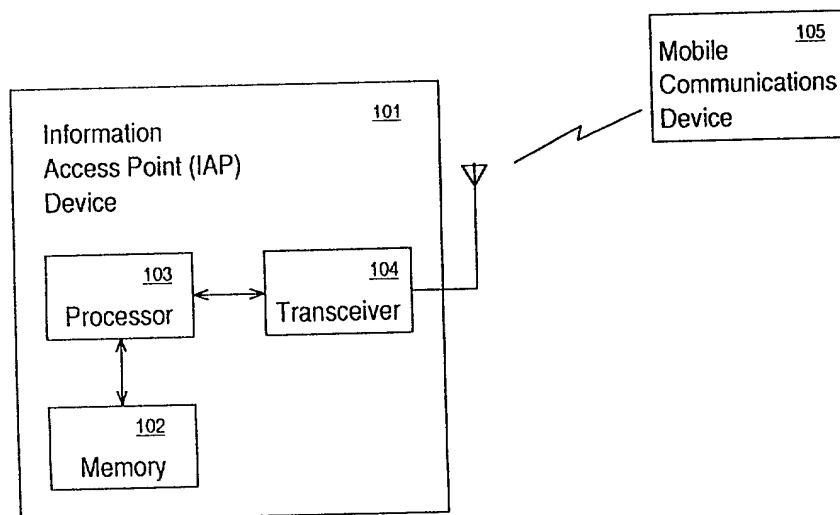 105
Mobile
Communications
Device
101
Information
Access Point (IAP)
Device
103
Processor
104
Transceiver
102
Memory